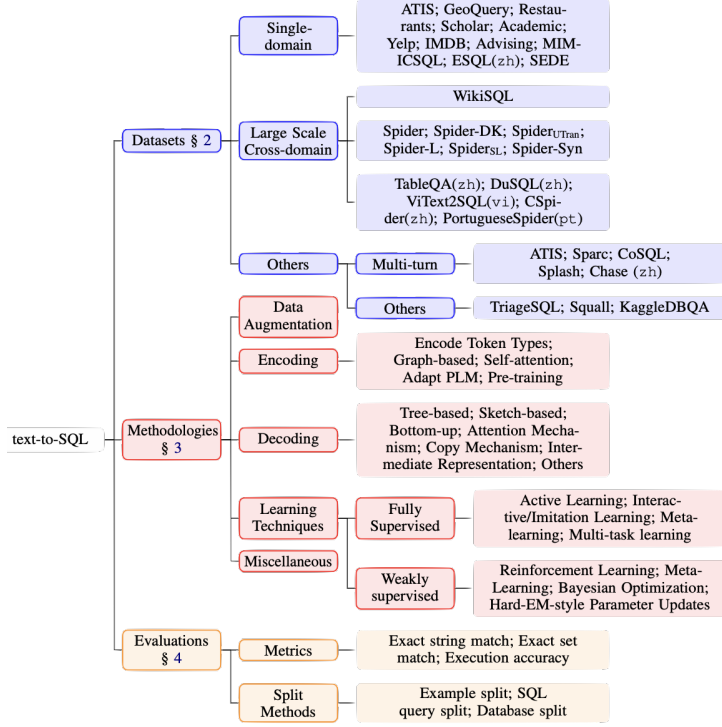 ATIS; GeoQuery; Restau-
rants; Scholar; Academic;
Yelp; IMDB; Advising; MIM-
ICSQL; ESQL(zh); SEDE
Single-
domain
WikiSQL
Datasets § 2
Large Scale
Cross-domain
Spider; Spider-DK; Spider_UTran;
Spider-L; Spider_SL; Spider-Syn
TableQA(zh); DuSQL(zh);
ViText2SQL(vi); CSpi-
der(zh); PortugueseSpider(pt)
Others
Multi-turn
ATIS; Sparc; CoSQL;
Splash; Chase (zh)
Others
TriageSQL; Squall; KaggleDBQA
Data
Augmentation
Encoding
Encode Token Types;
Graph-based; Self-attention;
Adapt PLM; Pre-training
text-to-SQL
Methodologies
§ 3
Decoding
Tree-based; Sketch-based;
Bottom-up; Attention Mecha-
nism; Copy Mechanism; Inter-
mediate Representation; Others
Learning
Techniques
Fully
Supervised
Active Learning; Interac-
tive/Imitation Learning; Meta-
learning; Multi-task learning
Miscellaneous
Weakly
supervised
Reinforcement Learning; Meta-
Learning; Bayesian Optimization;
Hard-EM-style Parameter Updates
Evaluations
§ 4
Metrics
Exact string match; Exact set
match; Execution accuracy
Split
Methods
Example split; SQL
query split; Database split